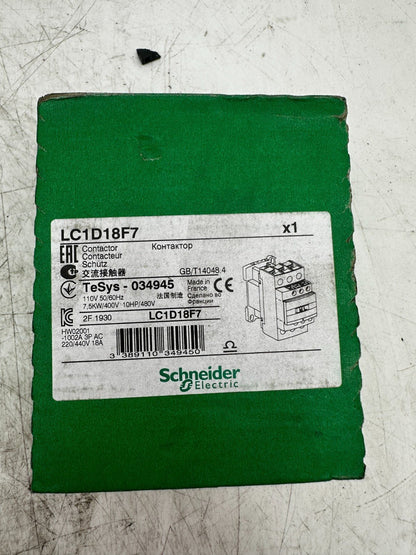 LC1D18F7 x1
EAC Contactor Контактор
Contacteur
Schütz
交流接触器 GB/T14048.4
TeSys - 034945 Made in France
110V 50/60Hz 法国制造 Сделано во Франции
7.5KW/400V 10HP/480V
2F.1930 LC1D18F7
HW02001
-1002A 3P AC
220/440V 18A
3 389110 349450
Schneider
Electric